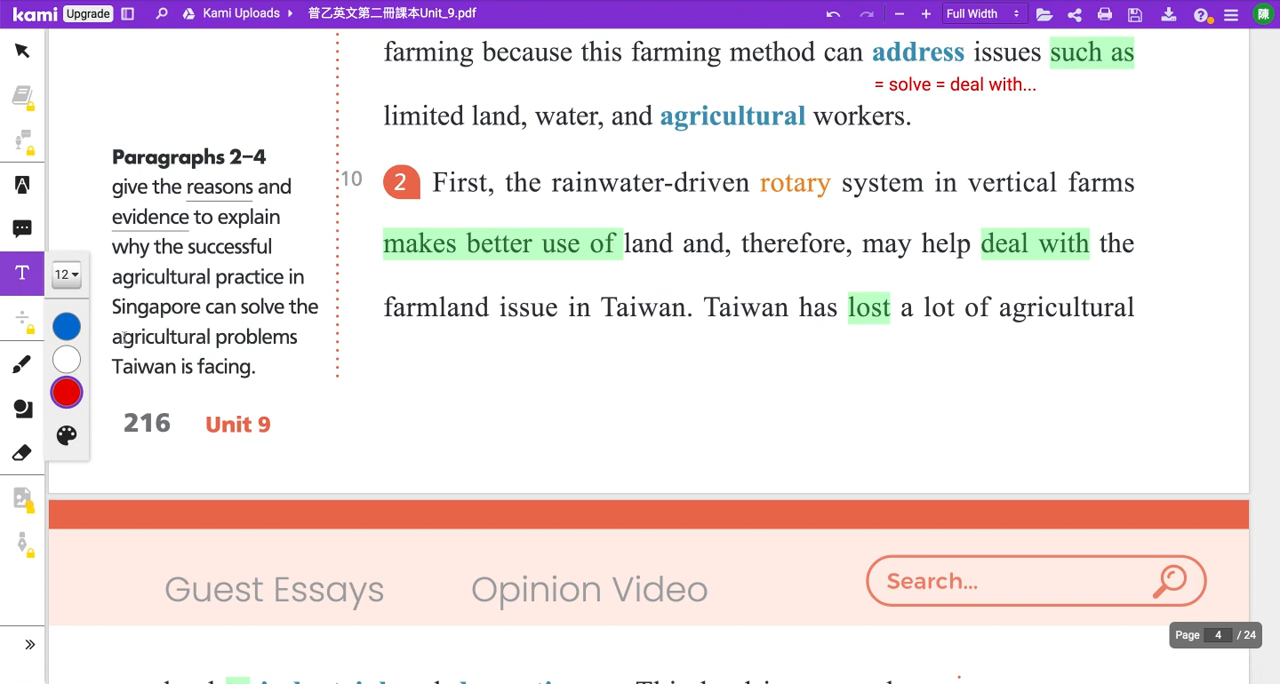 kami Upgrade Kami Uploads 普乙英文第二冊課本Unit_9.pdf Full Width 陳
farming because this farming method can address issues such as
= solve = deal with...
limited land, water, and agricultural workers.
Paragraphs 2–4
give the reasons and
evidence to explain
why the successful
agricultural practice in
Singapore can solve the
agricultural problems
Taiwan is facing.
10 2 First, the rainwater-driven rotary system in vertical farms
makes better use of land and, therefore, may help deal with the
farmland issue in Taiwan. Taiwan has lost a lot of agricultural
T 12
216 Unit 9
Guest Essays Opinion Video Search...
Page 4 / 24